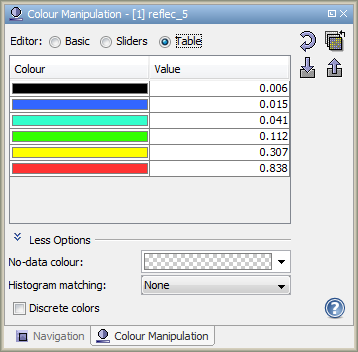 Colour Manipulation - [1] reflec_5
Editor: Basic Sliders Table
Colour Value
0.006
0.015
0.041
0.112
0.307
0.838
Less Options
No-data colour:
Histogram matching: None
Discrete colors
?
Navigation Colour Manipulation